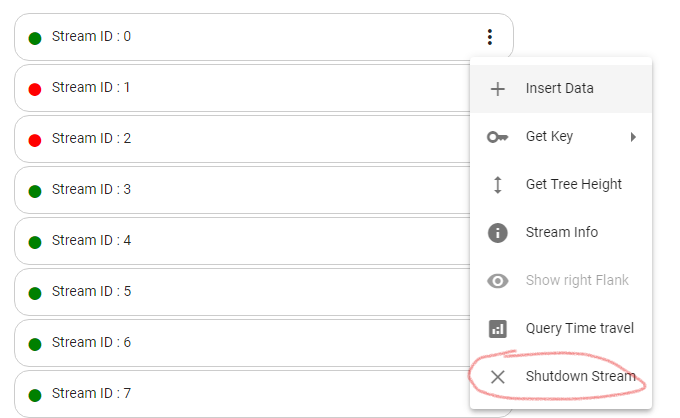 Stream ID : 0
Stream ID : 1
Stream ID : 2
Stream ID : 3
Stream ID : 4
Stream ID : 5
Stream ID : 6
Stream ID : 7
Insert Data
Get Key
Get Tree Height
Stream Info
Show right Flank
Query Time travel
Shutdown Stream